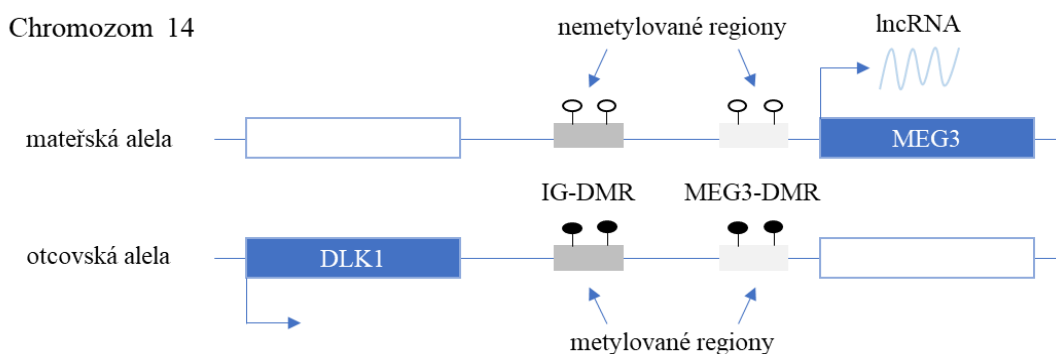 Chromozom 14
nemetylované regiony
lncRNA
mateřská alela
MEG3
IG-DMR
MEG3-DMR
otcovská alela
DLK1
metylované regiony